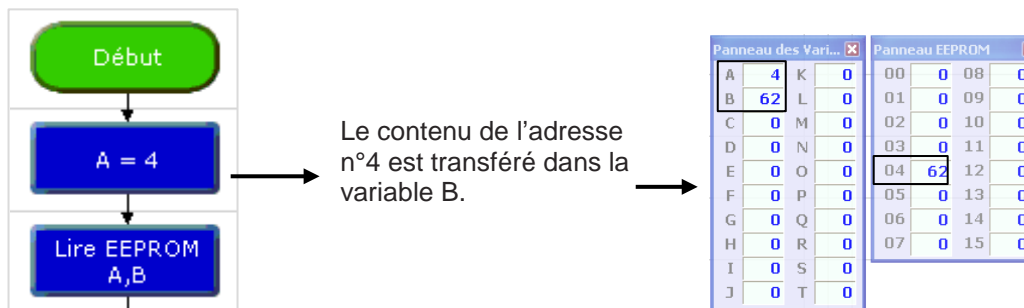 Début
A = 4
Lire EEPROM
A,B
Le contenu de l'adresse
n°4 est transféré dans la
variable B.
Panneau des Vari...
A 4 K 0
B 62 L 0
C 0 M 0
D 0 N 0
E 0 O 0
F 0 P 0
G 0 Q 0
H 0 R 0
I 0 S 0
J 0 T 0
Panneau EEPROM
00 0 08 0
01 0 09 0
02 0 10 0
03 0 11 0
04 62 12 0
05 0 13 0
06 0 14 0
07 0 15 0